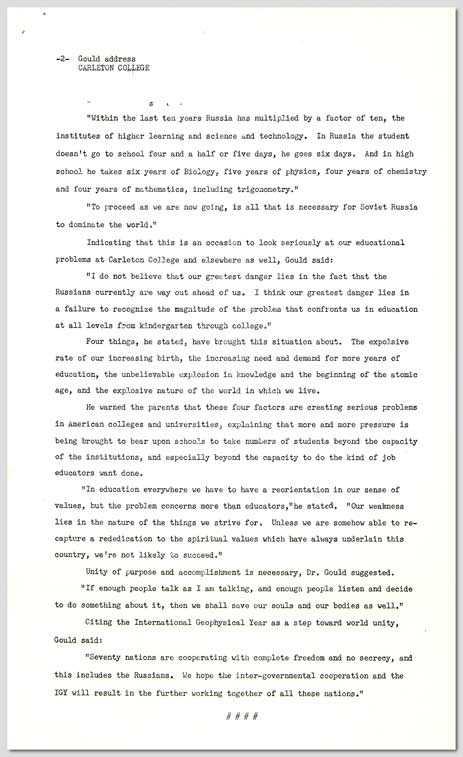 -2- Gould address
CARLETON COLLEGE
"Within the last ten years Russia has multiplied by a factor of ten, the
institutes of higher learning and science and technology. In Russia the student
doesn't go to school four and a half or five days, he goes six days. And in high
school he takes six years of Biology, five years of physics, four years of chemistry
and four years of mathematics, including trigonometry."
"To proceed as we are now going, is all that is necessary for Soviet Russia
to dominate the world."
Indicating that this is an occasion to look seriously at our educational
problems at Carleton College and elsewhere as well, Gould said:
"I do not believe that our greatest danger lies in the fact that the
Russians currently are way out ahead of us. I think our greatest danger lies in
a failure to recognize the magnitude of the problem that confronts us in education
at all levels from kindergarten through college."
Four things, he stated, have brought this situation about. The expolsive
rate of our increasing birth, the increasing need and demand for more years of
education, the unbelievable explosion in knowledge and the beginning of the atomic
age, and the explosive nature of the world in which we live.
He warned the parents that these four factors are creating serious problems
in American colleges and universities, explaining that more and more pressure is
being brought to bear upon schools to take numbers of students beyond the capacity
of the institutions, and especially beyond the capacity to do the kind of job
educators want done.
"In education everywhere we have to have a reorientation in our sense of
values, but the problem concerns more than educators,"he stated. "Our weakness
lies in the nature of the things we strive for. Unless we are somehow able to re-
capture a rededication to the spiritual values which have always underlain this
country, we're not likely to succeed."
Unity of purpose and accomplishment is necessary, Dr. Gould suggested.
"If enough people talk as I am talking, and enough people listen and decide
to do something about it, then we shall save our souls and our bodies as well."
Citing the International Geophysical Year as a step toward world unity,
Gould said:
"Seventy nations are cooperating with complete freedom and no secrecy, and
this includes the Russians. We hope the inter-governmental cooperation and the
IGY will result in the further working together of all these nations."
# # # #